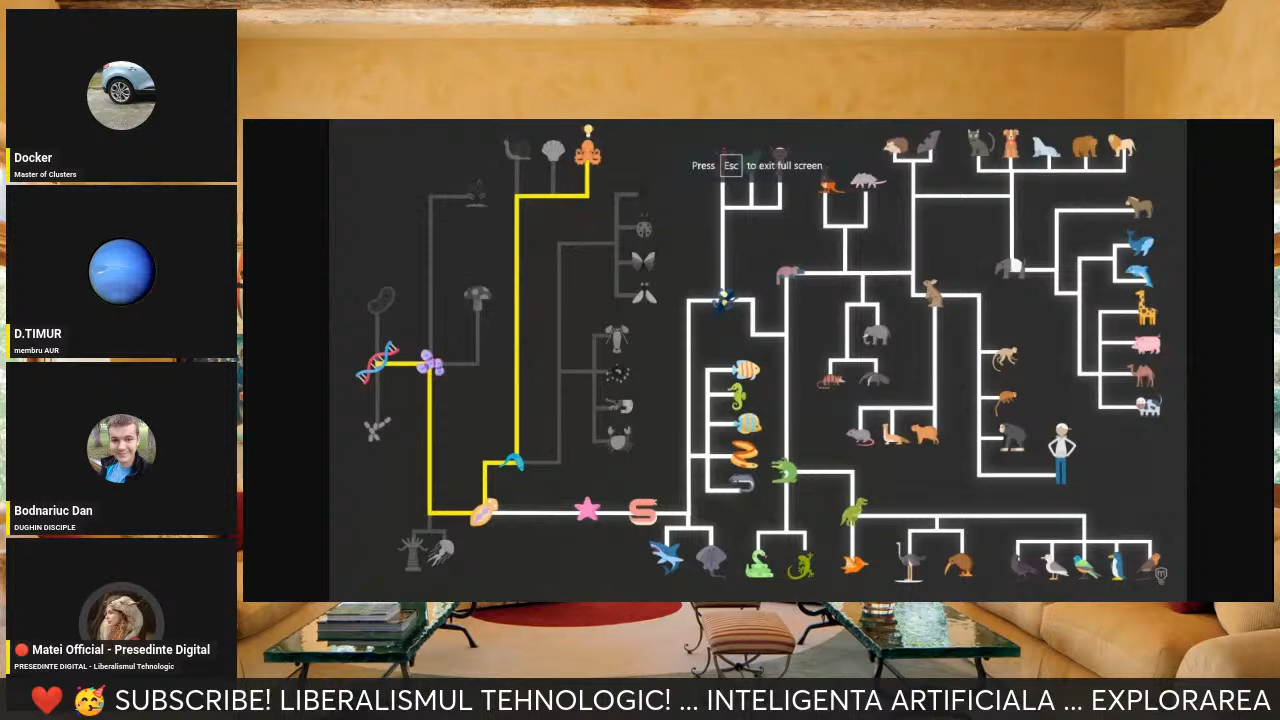 Docker
Master of Clusters
D.TIMUR
membru AUR
Bodnariuc Dan
DUGHIN DISCIPLE
Matei Official - Presedinte Digital
PRESEDINTE DIGITAL - Liberalismul Tehnologic
Press Esc to exit full screen
SUBSCRIBE! LIBERALISMUL TEHNOLOGIC! ... INTELIGENTA ARTIFICIALA ... EXPLORAREA